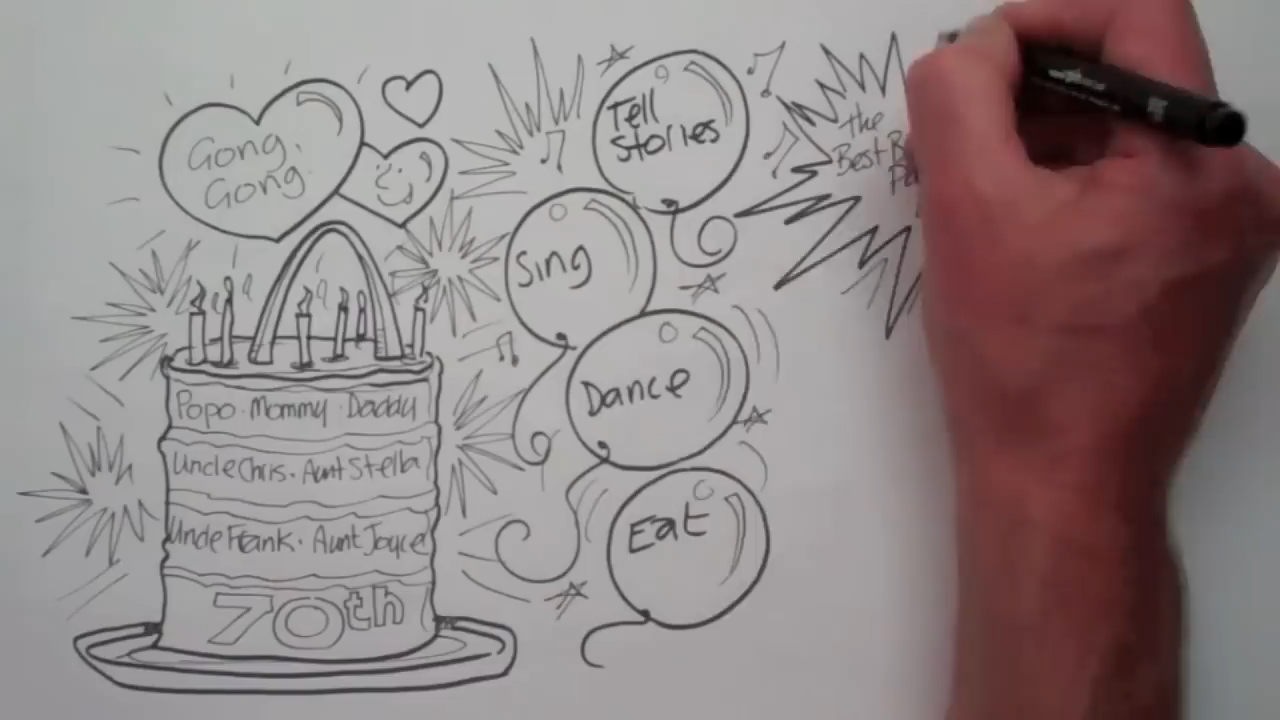 Gong,
Gong.
Popo · Mommy · Daddy
Uncle Chris · Aunt Stella
Uncle Frank · Aunt Joyce
70th
Tell
Stories
Sing
Dance
Eat
the
Best